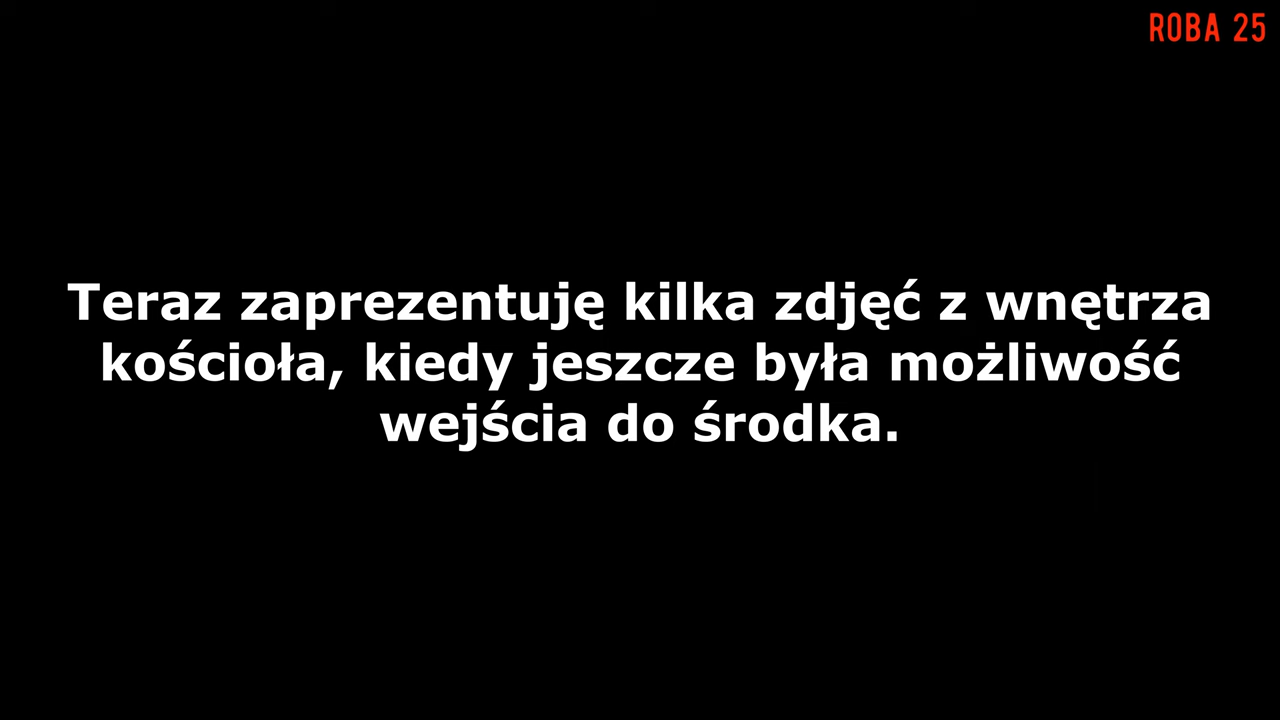 ROBA 25
Teraz zaprezentuję kilka zdjęć z wnętrza
kościoła, kiedy jeszcze była możliwość
wejścia do środka.